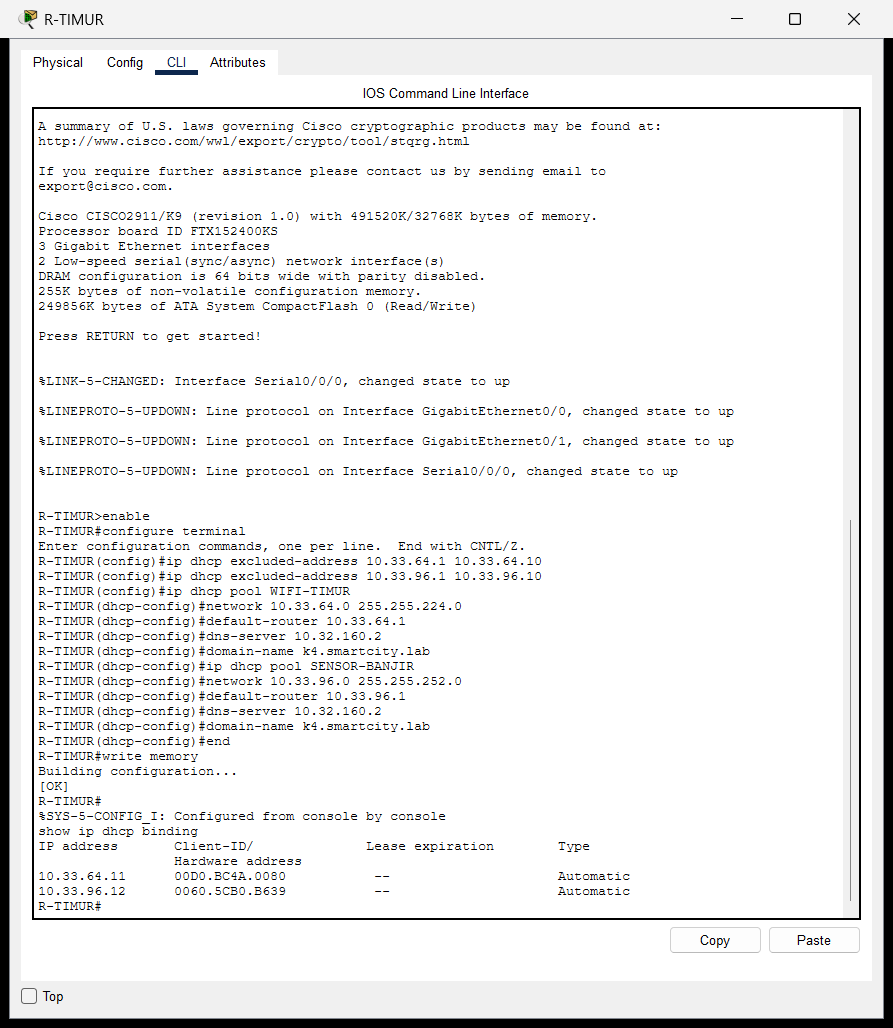 R-TIMUR
Physical Config CLI Attributes
IOS Command Line Interface
A summary of U.S. laws governing Cisco cryptographic products may be found at:
http://www.cisco.com/wwl/export/crypto/tool/stqrg.html
If you require further assistance please contact us by sending email to
export@cisco.com.
Cisco CISCO2911/K9 (revision 1.0) with 491520K/32768K bytes of memory.
Processor board ID FTX152400KS
3 Gigabit Ethernet interfaces
2 Low-speed serial(sync/async) network interface(s)
DRAM configuration is 64 bits wide with parity disabled.
255K bytes of non-volatile configuration memory.
249856K bytes of ATA System CompactFlash 0 (Read/Write)
Press RETURN to get started!
%LINK-5-CHANGED: Interface Serial0/0/0, changed state to up
%LINEPROTO-5-UPDOWN: Line protocol on Interface GigabitEthernet0/0, changed state to up
%LINEPROTO-5-UPDOWN: Line protocol on Interface GigabitEthernet0/1, changed state to up
%LINEPROTO-5-UPDOWN: Line protocol on Interface Serial0/0/0, changed state to up
R-TIMUR>enable
R-TIMUR#configure terminal
Enter configuration commands, one per line.  End with CNTL/Z.
R-TIMUR(config)#ip dhcp excluded-address 10.33.64.1 10.33.64.10
R-TIMUR(config)#ip dhcp excluded-address 10.33.96.1 10.33.96.10
R-TIMUR(config)#ip dhcp pool WIFI-TIMUR
R-TIMUR(dhcp-config)#network 10.33.64.0 255.255.224.0
R-TIMUR(dhcp-config)#default-router 10.33.64.1
R-TIMUR(dhcp-config)#dns-server 10.32.160.2
R-TIMUR(dhcp-config)#domain-name k4.smartcity.lab
R-TIMUR(dhcp-config)#ip dhcp pool SENSOR-BANJIR
R-TIMUR(dhcp-config)#network 10.33.96.0 255.255.252.0
R-TIMUR(dhcp-config)#default-router 10.33.96.1
R-TIMUR(dhcp-config)#dns-server 10.32.160.2
R-TIMUR(dhcp-config)#domain-name k4.smartcity.lab
R-TIMUR(dhcp-config)#end
R-TIMUR#write memory
Building configuration...
[OK]
R-TIMUR#
%SYS-5-CONFIG_I: Configured from console by console
show ip dhcp binding
IP address Client-ID/ Lease expiration Type
Hardware address
10.33.64.11 00D0.BC4A.0080 -- Automatic
10.33.96.12 0060.5CB0.B639 -- Automatic
R-TIMUR#
Copy Paste
Top